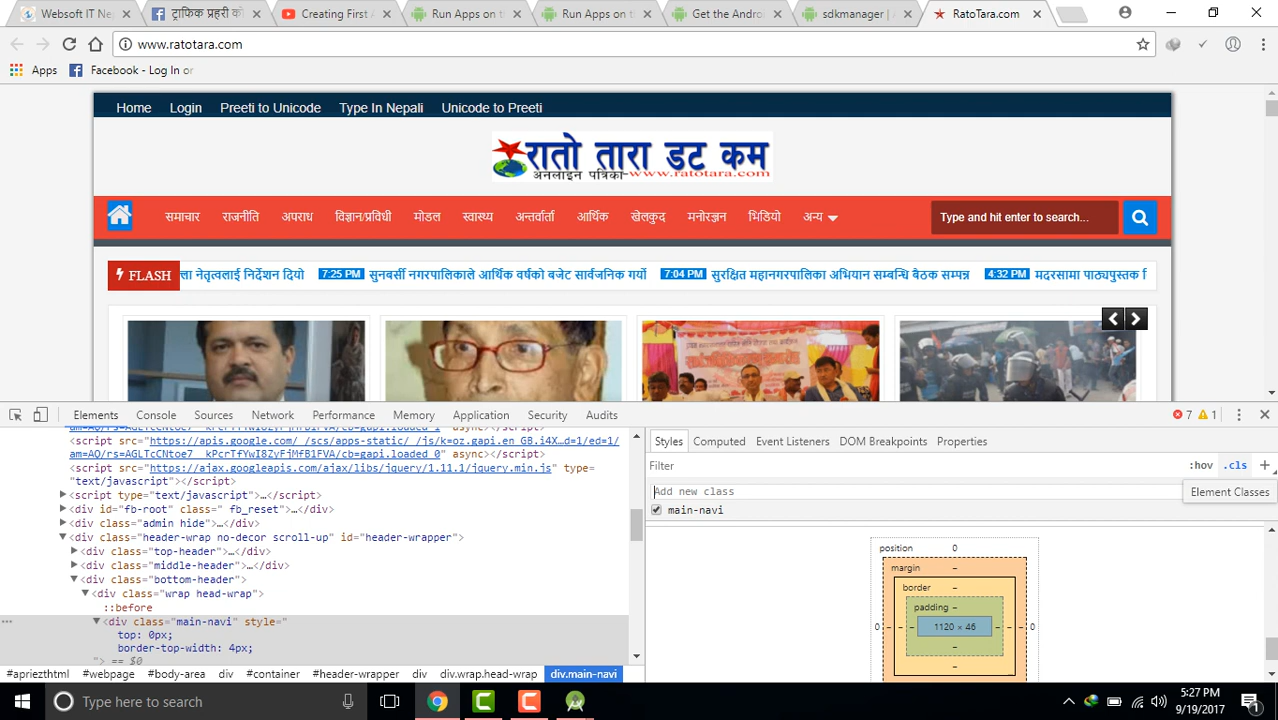 Websoft IT Ne
ट्राफिक प्रहरी को
Creating First A
Run Apps on t
Run Apps on t
Get the Andro
sdkmanager | A
RatoTara.com
www.ratotara.com
Apps Facebook - Log In or
Home Login Preeti to Unicode Type In Nepali Unicode to Preeti
रातो तारा डट कम
अनलाइन पत्रिका-www.ratotara.com
समाचार राजनीति अपराध विज्ञान/प्रविधी मोडल स्वास्थ्य अन्तर्वार्ता आर्थिक खेलकुद मनोरञ्जन भिडियो अन्य Type and hit enter to search...
FLASH ला नेतृत्वलाई निर्देशन दियो 7:25 PM सुनबर्सी नगरपालिकाले आर्थिक वर्षको बजेट सार्वजनिक गर्यो 7:04 PM सुरक्षित महानगरपालिका अभियान सम्बन्धि बैठक सम्पन्न 4:32 PM मदरसामा पाठ्यपुस्तक
Elements Console Sources Network Performance Memory Application Security Audits 7 1
<script src="https://apis.google.com/_scs/apps-static/_/js/k=oz.gapi.en_GB.i4X…d=1/ed=1/
am=AQ/rs=AGLTcCNtoe7__kPcrTfYwI8ZyFjMfB1FVA/cb=gapi.loaded_0" async></script>
<script src="https://ajax.googleapis.com/ajax/libs/jquery/1.11.1/jquery.min.js" type=
"text/javascript"></script>
<script type="text/javascript">…</script>
<div id="fb-root" class=" fb_reset">…</div>
<div class="admin hide">…</div>
<div class="header-wrap no-decor scroll-up" id="header-wrapper">
<div class="top-header">…</div>
<div class="middle-header">…</div>
<div class="bottom-header">
<div class="wrap head-wrap">
::before
<div class="main-navi" style="
top: 0px;
border-top-width: 4px;
"> == $0
#apriezthtml #webpage #body-area div #container #header-wrapper div div.wrap.head-wrap div.main-navi
Styles Computed Event Listeners DOM Breakpoints Properties
Filter :hov .cls +
Add new class
Element Classes
main-navi
position 0
margin –
border –
padding –
0 – – – 1120 × 46 – – – 0
–
–
Type here to search
5:27 PM
9/19/2017
1